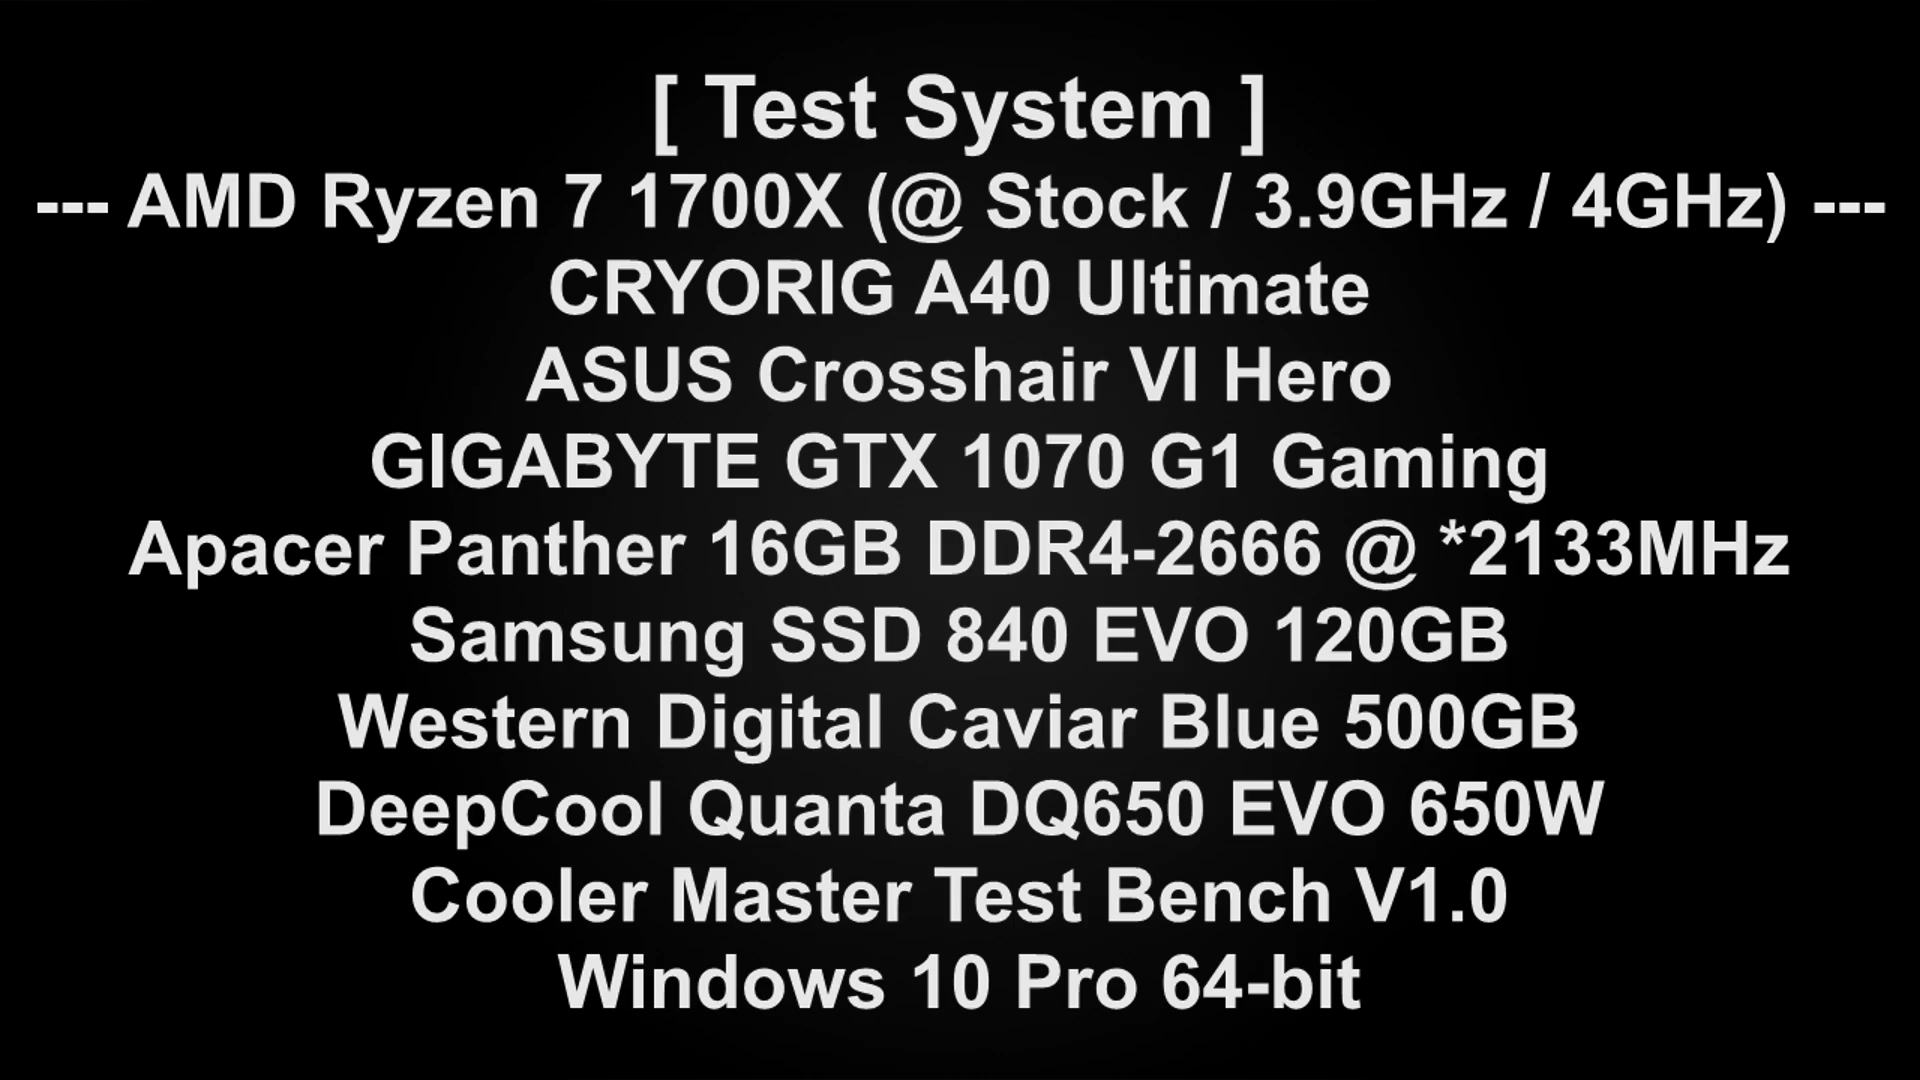 [ Test System ]
--- AMD Ryzen 7 1700X (@ Stock / 3.9GHz / 4GHz) ---
CRYORIG A40 Ultimate
ASUS Crosshair VI Hero
GIGABYTE GTX 1070 G1 Gaming
Apacer Panther 16GB DDR4-2666 @ *2133MHz
Samsung SSD 840 EVO 120GB
Western Digital Caviar Blue 500GB
DeepCool Quanta DQ650 EVO 650W
Cooler Master Test Bench V1.0
Windows 10 Pro 64-bit